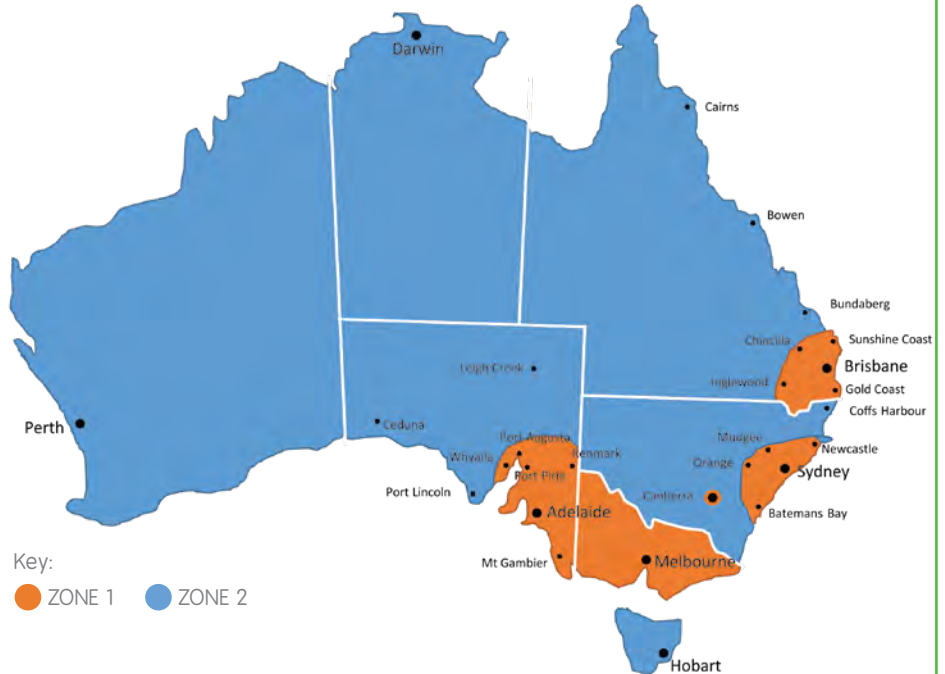 Darwin
Cairns
Bowen
Bundaberg
Chinchilla
Sunshine Coast
Brisbane
Inglewood
Gold Coast
Coffs Harbour
Leigh Creek
Perth
Ceduna
Port Augusta
Mudgee
Newcastle
Whyalla
Renmark
Orange
Sydney
Port Pirie
Port Lincoln
Canberra
Adelaide
Batemans Bay
Mt Gambier
Melbourne
Key:
ZONE 1 ZONE 2
Hobart